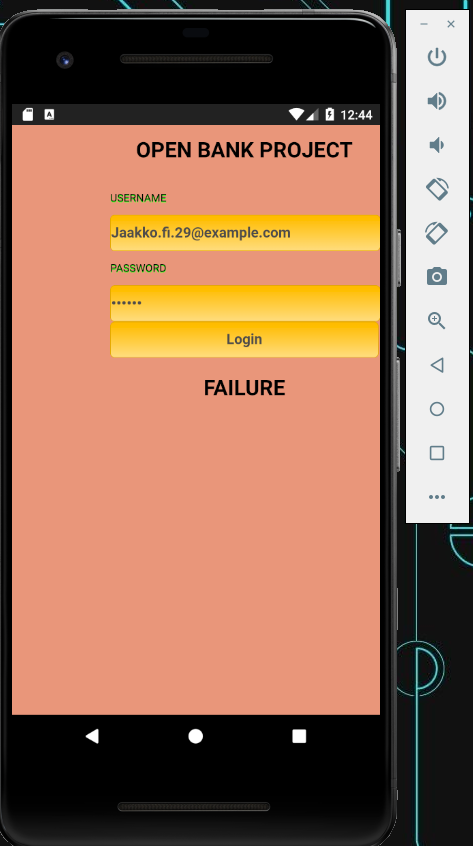 12:44
OPEN BANK PROJECT
USERNAME
Jaakko.fi.29@example.com
PASSWORD
••••••
Login
FAILURE